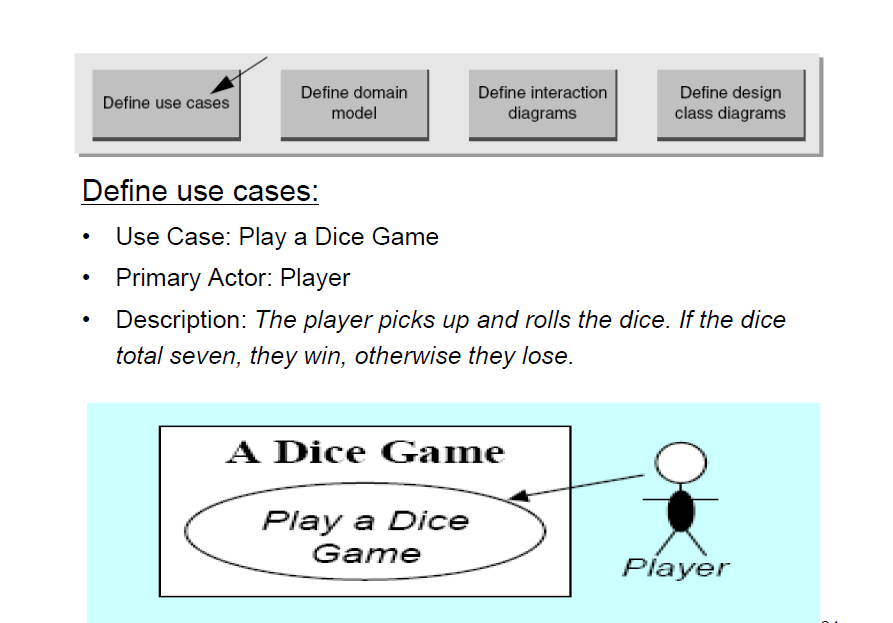 Define use cases
Define domain
model
Define interaction
diagrams
Define design
class diagrams
Define use cases:
• Use Case: Play a Dice Game
• Primary Actor: Player
• Description: The player picks up and rolls the dice. If the dice
total seven, they win, otherwise they lose.
A Dice Game
Play a Dice
Game
Player